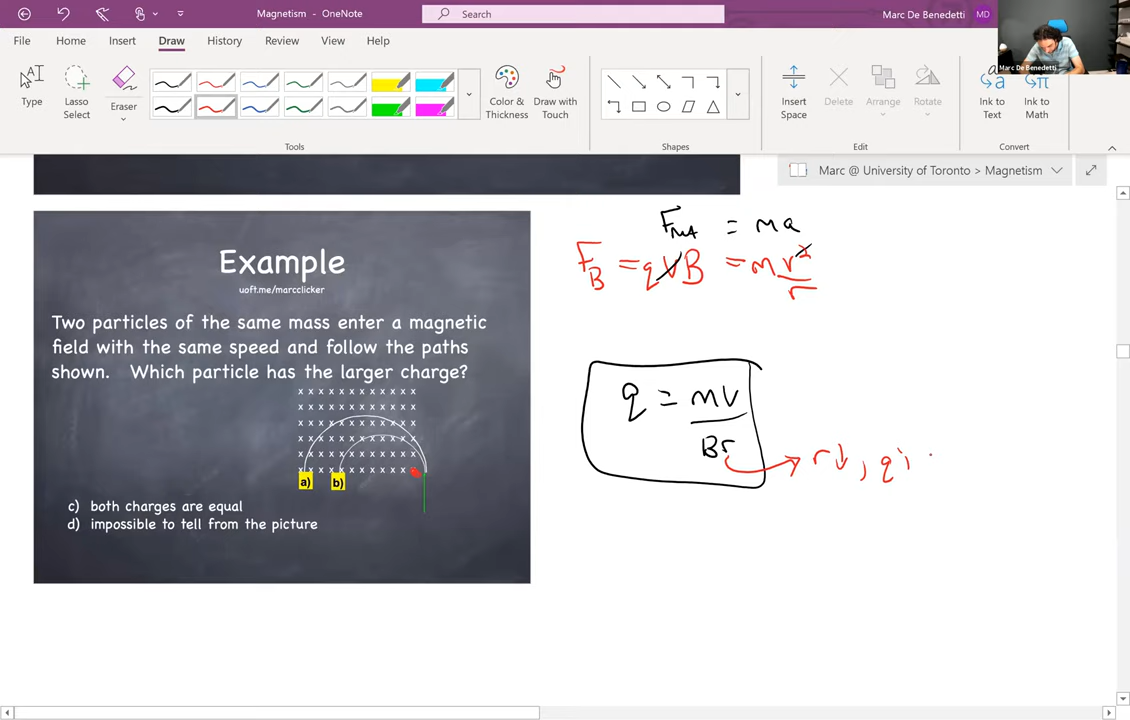 Magnetism - OneNote
Search
Marc De Benedetti MD
File Home Insert Draw History Review View Help
Type
Lasso Select
Eraser
Color & Thickness
Draw with Touch
Insert Space
Delete
Arrange
Rotate
Ink to Text
Ink to Math
Marc De Benedetti
Tools
Shapes
Edit
Convert
Marc @ University of Toronto > Magnetism
Example
uoft.me/marcclicker
Two particles of the same mass enter a magnetic
field with the same speed and follow the paths
shown. Which particle has the larger charge?
x x x x x x x x x x x x
x x x x x x x x x x x x
x x x x x x x x x x x x
x x x x x x x x x x x x
x x x x x x x x x x x x
x x x x x x x x x x x
a) b)
c) both charges are equal
d) impossible to tell from the picture
= ma
F_B = qVB = m v²/r
q = mv/Br
r↓, q